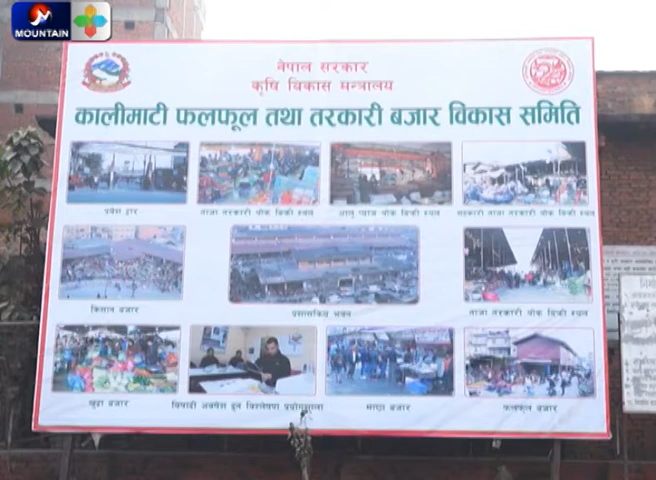 MOUNTAIN
नेपाल सरकार
कृषि विकास मन्त्रालय
कालीमाटी फलफूल तथा तरकारी बजार विकास समिति
प्रवेश द्वार
ताजा तरकारी थोक बिक्री स्थल
आलु प्याज थोक बिक्री स्थल
सहकारी ताजा तरकारी थोक बिक्री स्थल
किसान बजार
प्रशासकिय भवन
ताजा तरकारी थोक बिक्री स्थल
खुद्रा बजार
विषादी अवशेश द्रुत विश्लेषण प्रयोगशाला
माछा बजार
फलफूल बजार